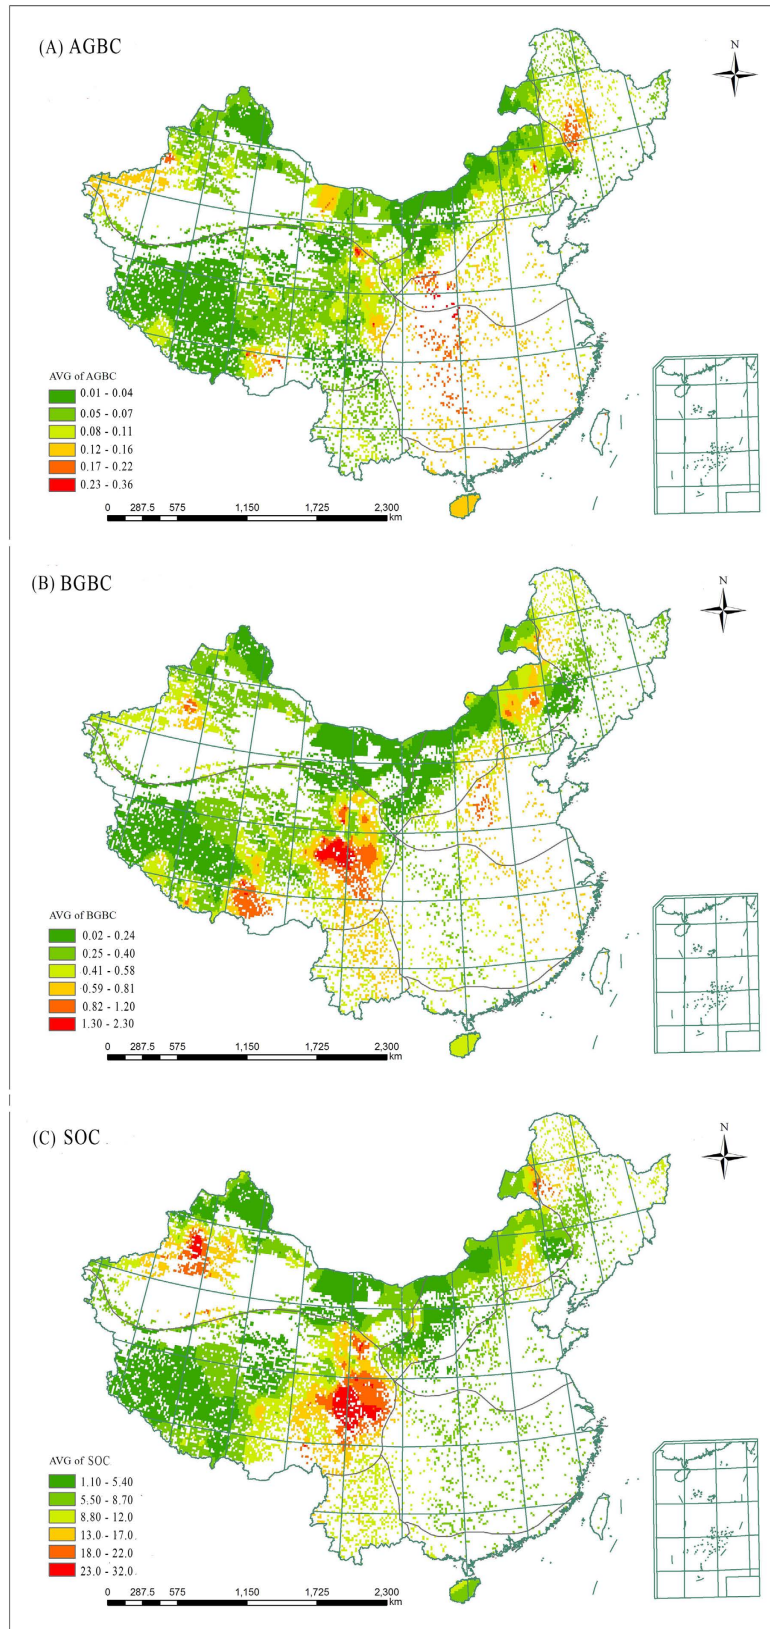 (A) AGBC
N
AVG of AGBC
0.01 - 0.04
0.05 - 0.07
0.08 - 0.11
0.12 - 0.16
0.17 - 0.22
0.23 - 0.36
0 287.5 575 1,150 1,725 2,300
km
(B) BGBC
N
AVG of BGBC
0.02 - 0.24
0.25 - 0.40
0.41 - 0.58
0.59 - 0.81
0.82 - 1.20
1.30 - 2.30
0 287.5 575 1,150 1,725 2,300
km
(C) SOC
N
AVG of SOC
1.10 - 5.40
5.50 - 8.70
8.80 - 12.0
13.0 - 17.0
18.0 - 22.0
23.0 - 32.0
0 287.5 575 1,150 1,725 2,300
km